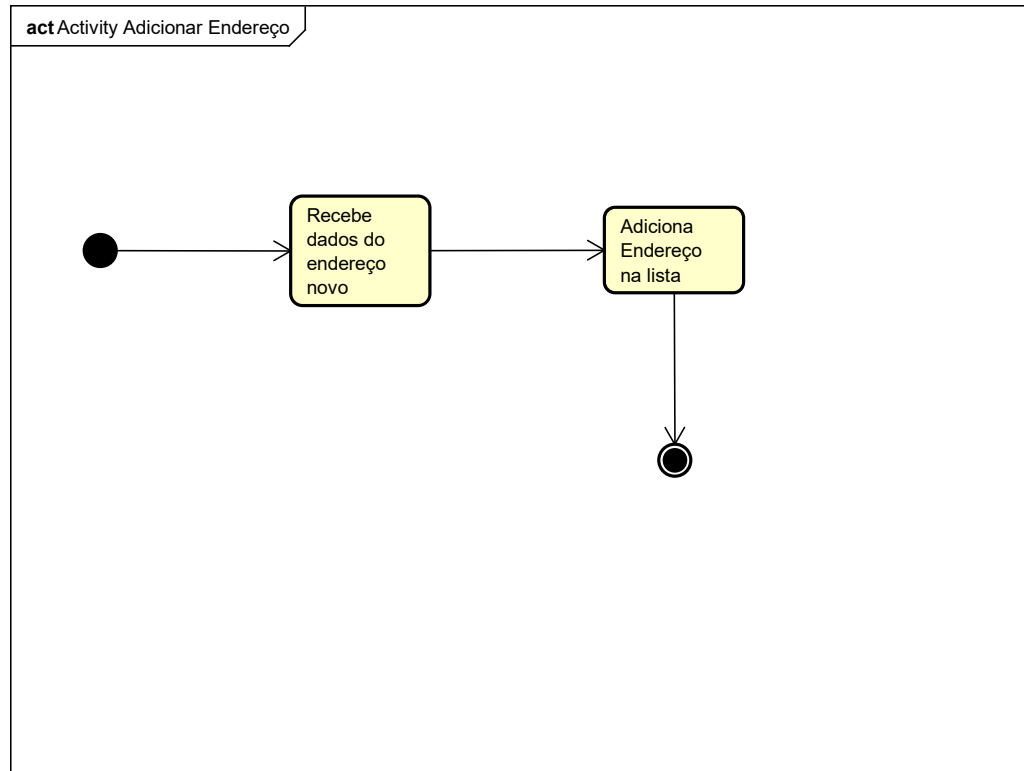 act Activity Adicionar Endereço
Recebe
dados do
endereço
novo
Adiciona
Endereço
na lista